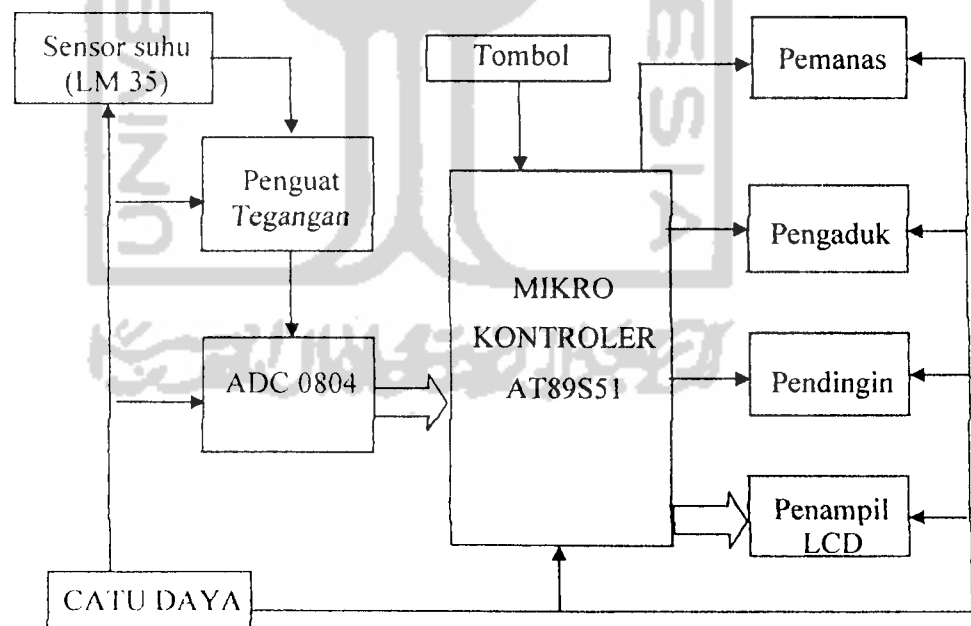 Sensor suhu
(LM 35)
Tombol
Pemanas
Penguat
Tegangan
Pengaduk
MIKRO
KONTROLER
AT89S51
ADC 0804
Pendingin
Penampil
LCD
CATU DAYA